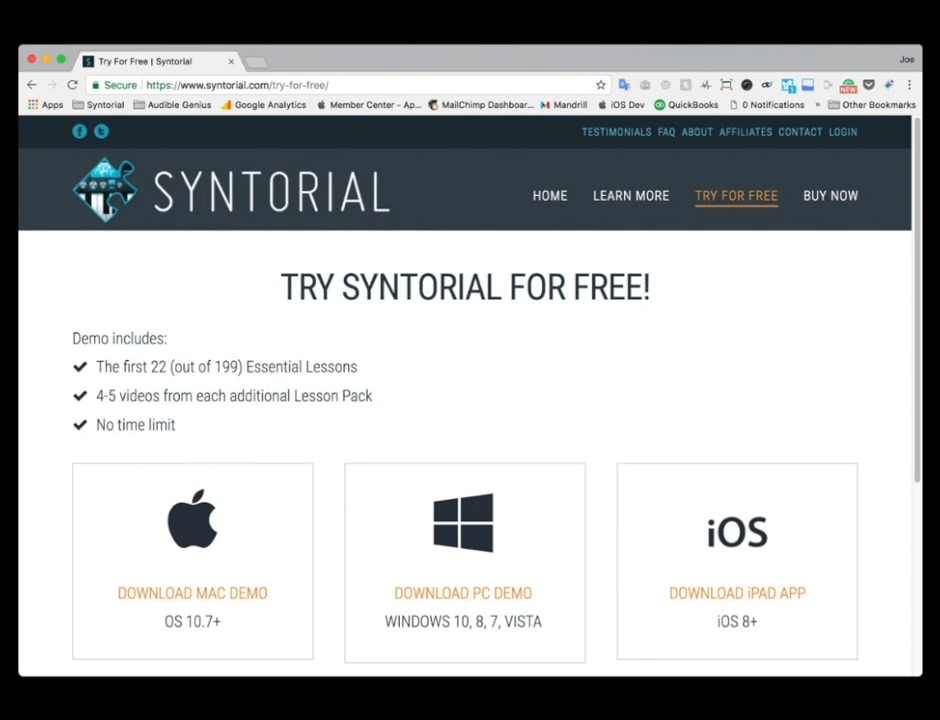 Try For Free | Syntorial
Joe
Secure https://www.syntorial.com/try-for-free/
NEW
1
Apps Syntorial Audible Genius Google Analytics Member Center - Ap... MailChimp Dashboar... Mandrill iOS Dev QuickBooks 0 Notifications » Other Bookmarks
TESTIMONIALS FAQ ABOUT AFFILIATES CONTACT LOGIN
SYNTORIAL
HOME LEARN MORE TRY FOR FREE BUY NOW
TRY SYNTORIAL FOR FREE!
Demo includes:
The first 22 (out of 199) Essential Lessons
4-5 videos from each additional Lesson Pack
No time limit
iOS
DOWNLOAD MAC DEMO DOWNLOAD PC DEMO DOWNLOAD iPAD APP
OS 10.7+ WINDOWS 10, 8, 7, VISTA iOS 8+